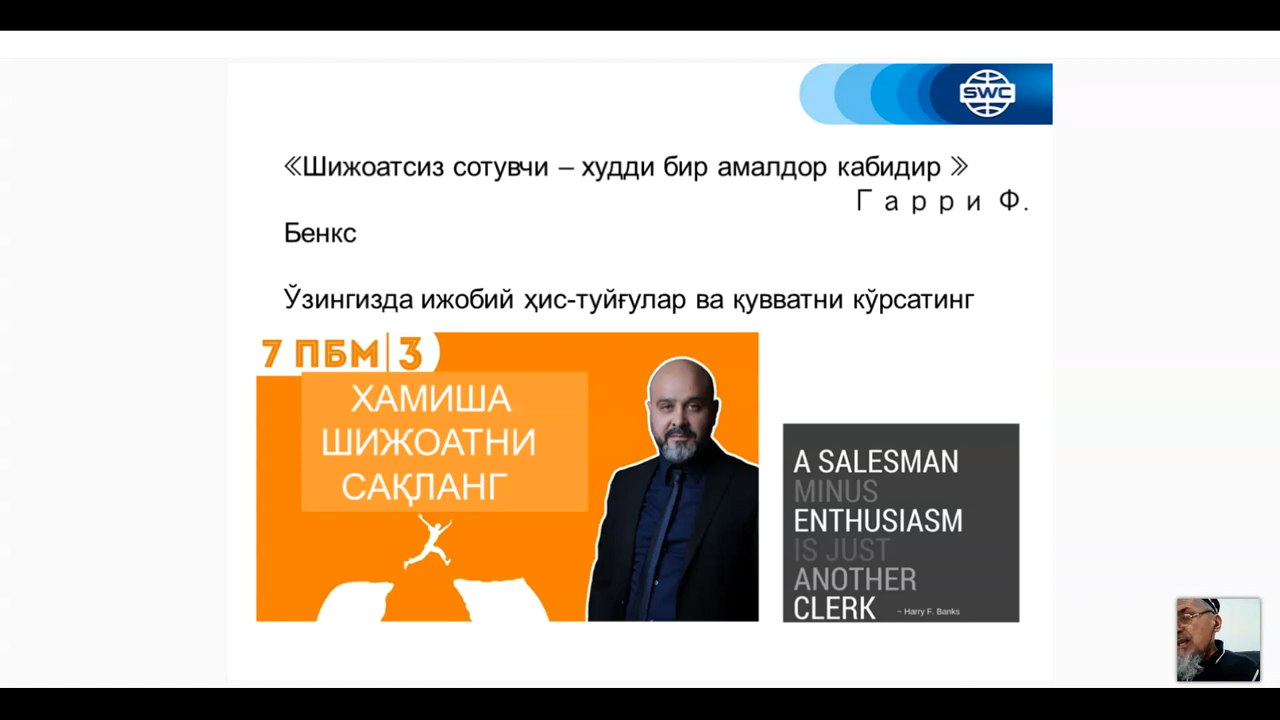 SWC
《Шижоатсиз сотувчи – худди бир амалдор кабидир 》
Гарри Ф.
Бенкс
Ўзингизда ижобий ҳис-туйғулар ва қувватни кўрсатинг
7 ПБМ|3
ХАМИША
ШИЖОАТНИ
САҚЛАНГ
A SALESMAN
MINUS
ENTHUSIASM
IS JUST
ANOTHER
CLERK ~ Harry F. Banks